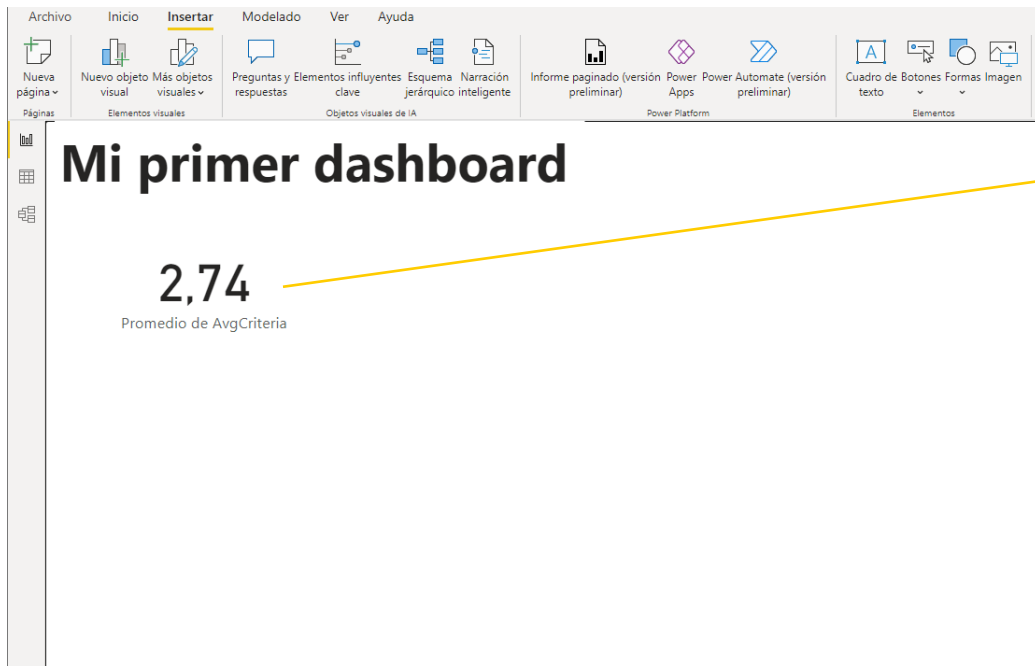 Archivo Inicio Insertar Modelado Ver Ayuda
Nueva Nuevo objeto Más objetos Preguntas y Elementos influyentes Esquema Narración Informe paginado (versión Power Power Automate (versión Cuadro de Botones Formas Imagen
página visual visuales respuestas clave jerárquico inteligente preliminar) Apps preliminar) texto
Páginas Elementos visuales Objetos visuales de IA Power Platform Elementos
A
Mi primer dashboard
2,74
Promedio de AvgCriteria